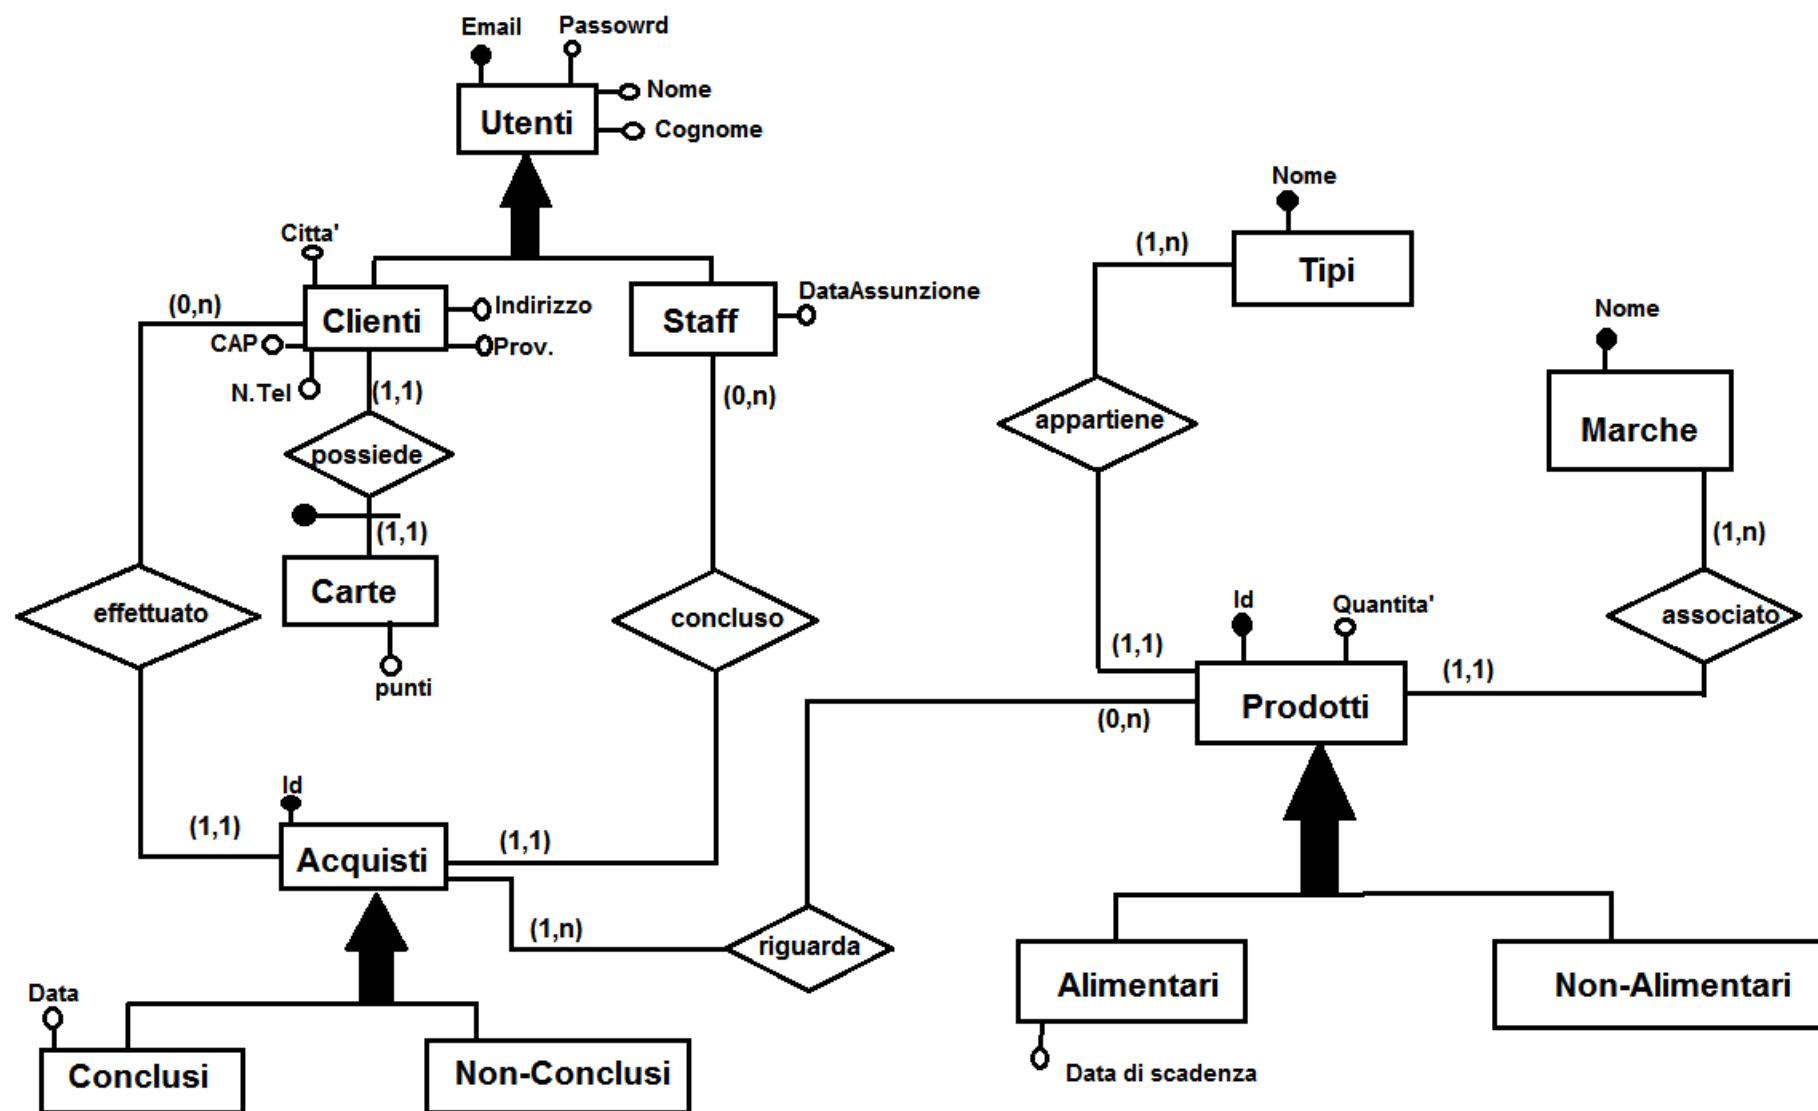 Email
Passowrd
Nome
Utenti
Cognome
Nome
Citta'
(1,n)
Tipi
DataAssunzione
(0,n)
Indirizzo
Clienti
Staff
Nome
CAP
Prov.
N.Tel
(1,1)
(0,n)
appartiene
Marche
possiede
(1,1)
(1,n)
Carte
effettuato
concluso
Id
Quantita'
associato
(1,1)
(1,1)
punti
Prodotti
(0,n)
Id
(1,1)
(1,1)
Acquisti
(1,n)
riguarda
Alimentari
Non-Alimentari
Data
Conclusi
Non-Conclusi
Data di scadenza